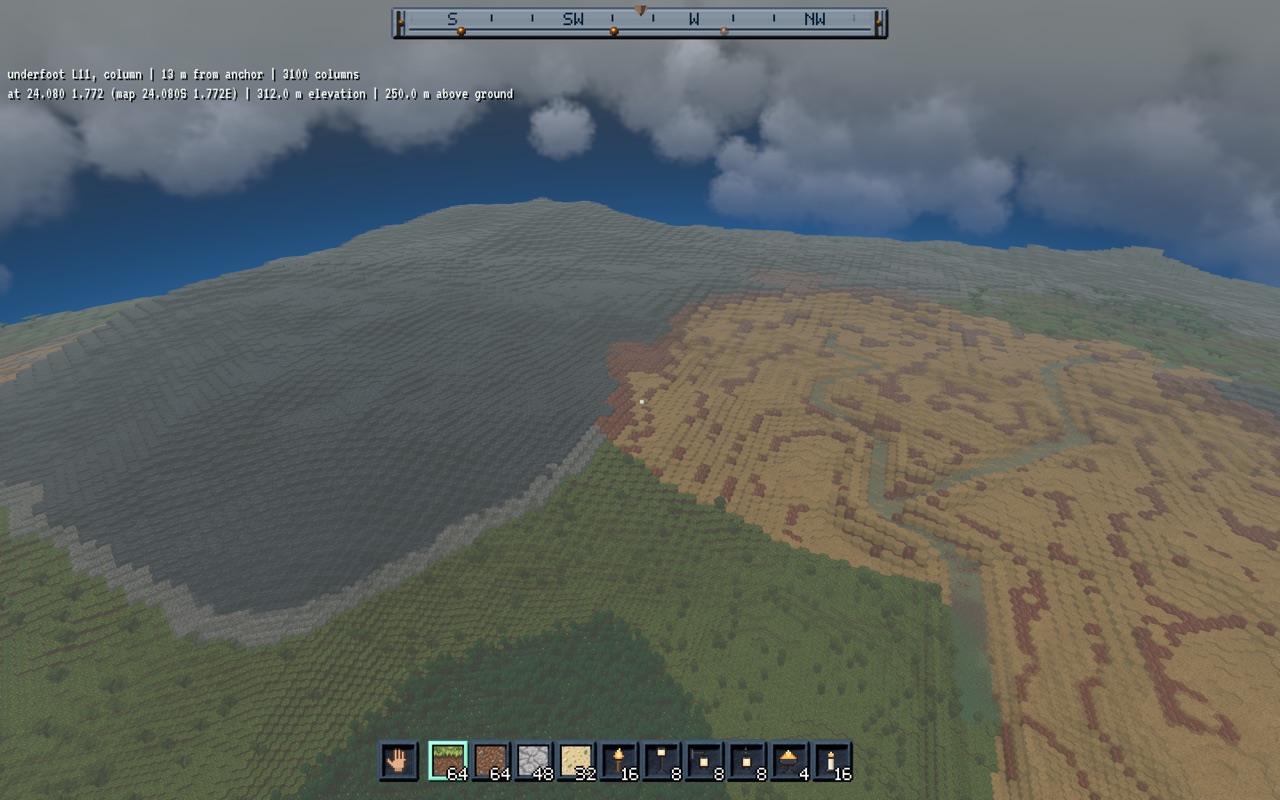 S SW W NW
underfoot L11, column | 13 m from anchor | 3100 columns
at 24.080 1.772 (map 24.080S 1.772E) | 312.0 m elevation | 250.0 m above ground
64 64 48 32 16 8 8 8 4 16